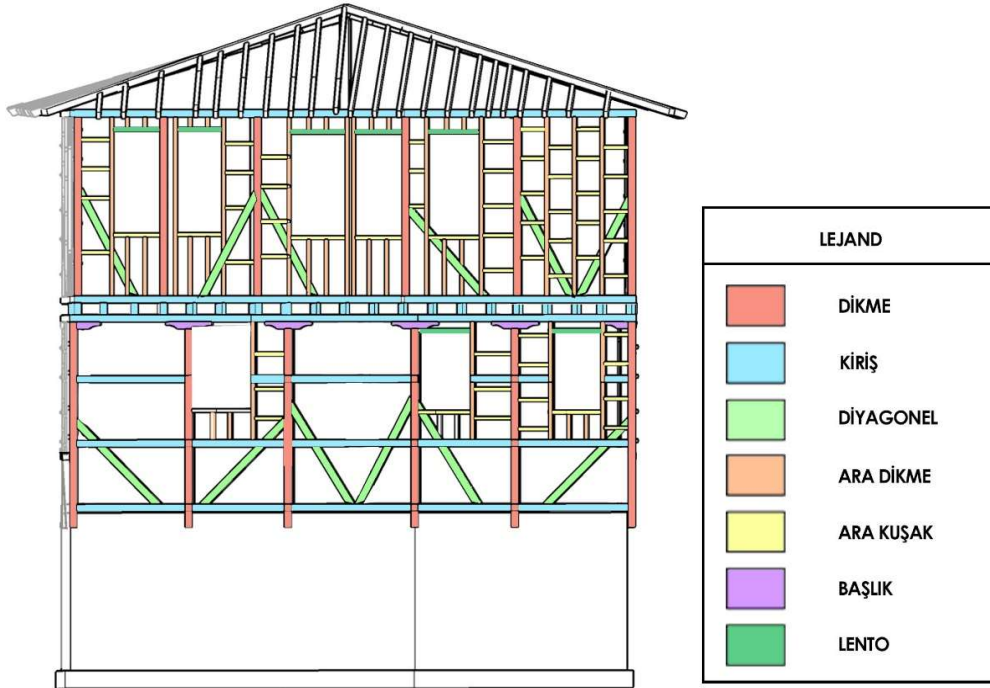 LEJAND
DİKME
KİRİŞ
DİYAGONEL
ARA DİKME
ARA KUŞAK
BAŞLIK
LENTO